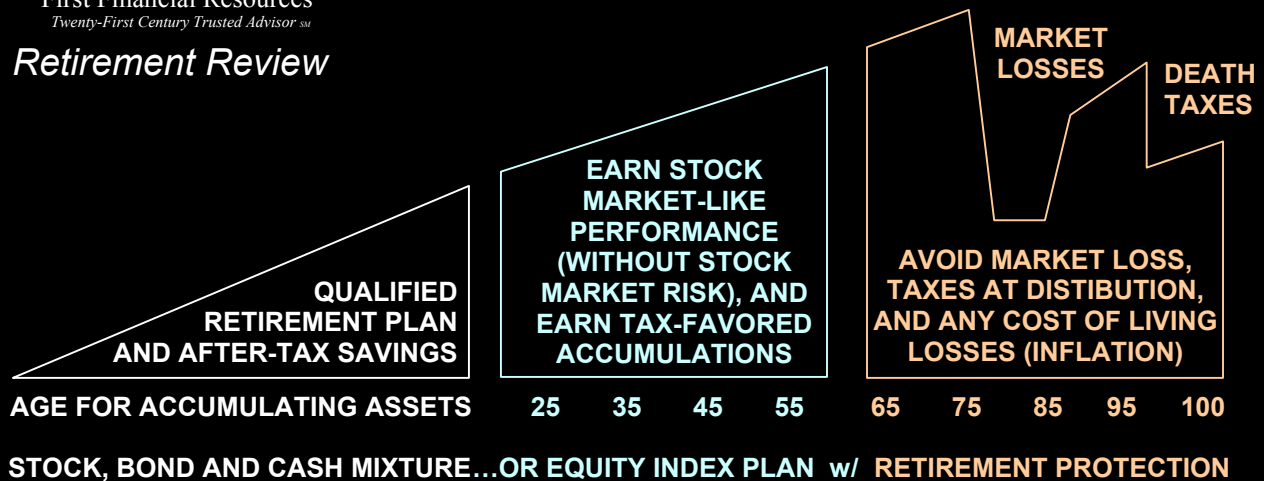 First Financial Resources
Twenty-First Century Trusted Advisor SM
Retirement Review
QUALIFIED
RETIREMENT PLAN
AND AFTER-TAX SAVINGS
EARN STOCK
MARKET-LIKE
PERFORMANCE
(WITHOUT STOCK
MARKET RISK), AND
EARN TAX-FAVORED
ACCUMULATIONS
MARKET
LOSSES
DEATH
TAXES
AVOID MARKET LOSS,
TAXES AT DISTIBUTION,
AND ANY COST OF LIVING
LOSSES (INFLATION)
AGE FOR ACCUMULATING ASSETS 25 35 45 55 65 75 85 95 100
STOCK, BOND AND CASH MIXTURE...OR EQUITY INDEX PLAN w/ RETIREMENT PROTECTION